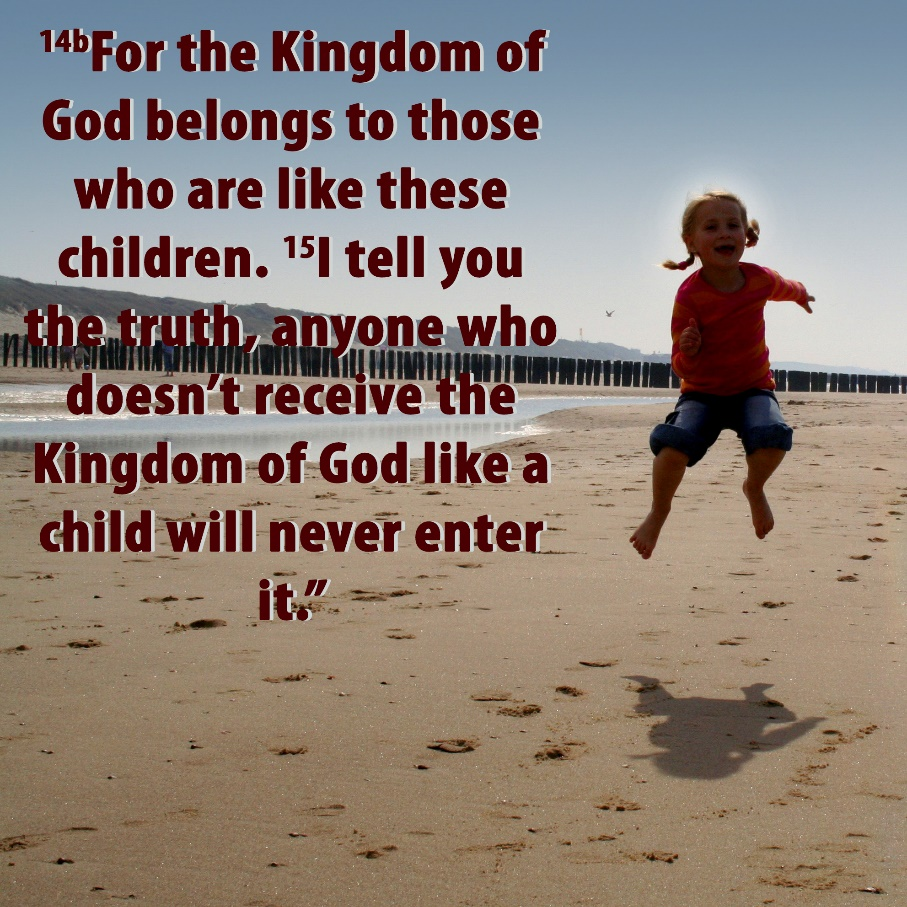 14bFor the Kingdom of
God belongs to those
who are like these
children. 15I tell you
the truth, anyone who
doesn’t receive the
Kingdom of God like a
child will never enter
it.”